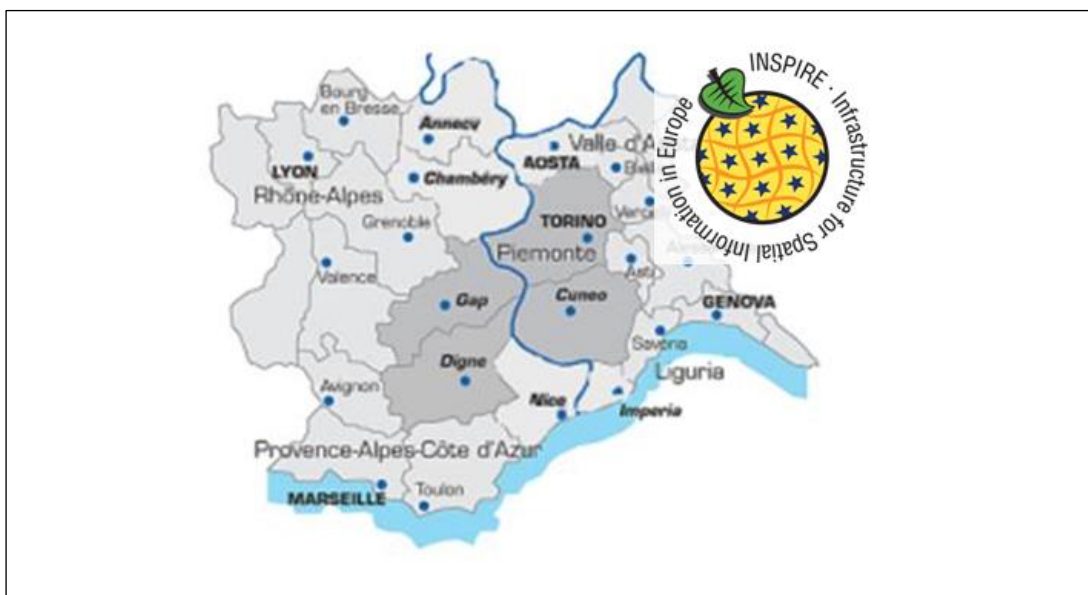 INSPIRE · Infrastructure for Spatial Information in Europe
Bourg
en Bresse
Annecy
LYON
Rhône-Alpes
Chambéry
AOSTA
Valle d'A
Grenoble
TORINO
Piemonte
Valence
Asti
Gap
Cuneo
GENOVA
Savona
Digne
Liguria
Avignon
Nice
Imperia
Provence-Alpes-Côte d'Azur
MARSEILLE
Toulon